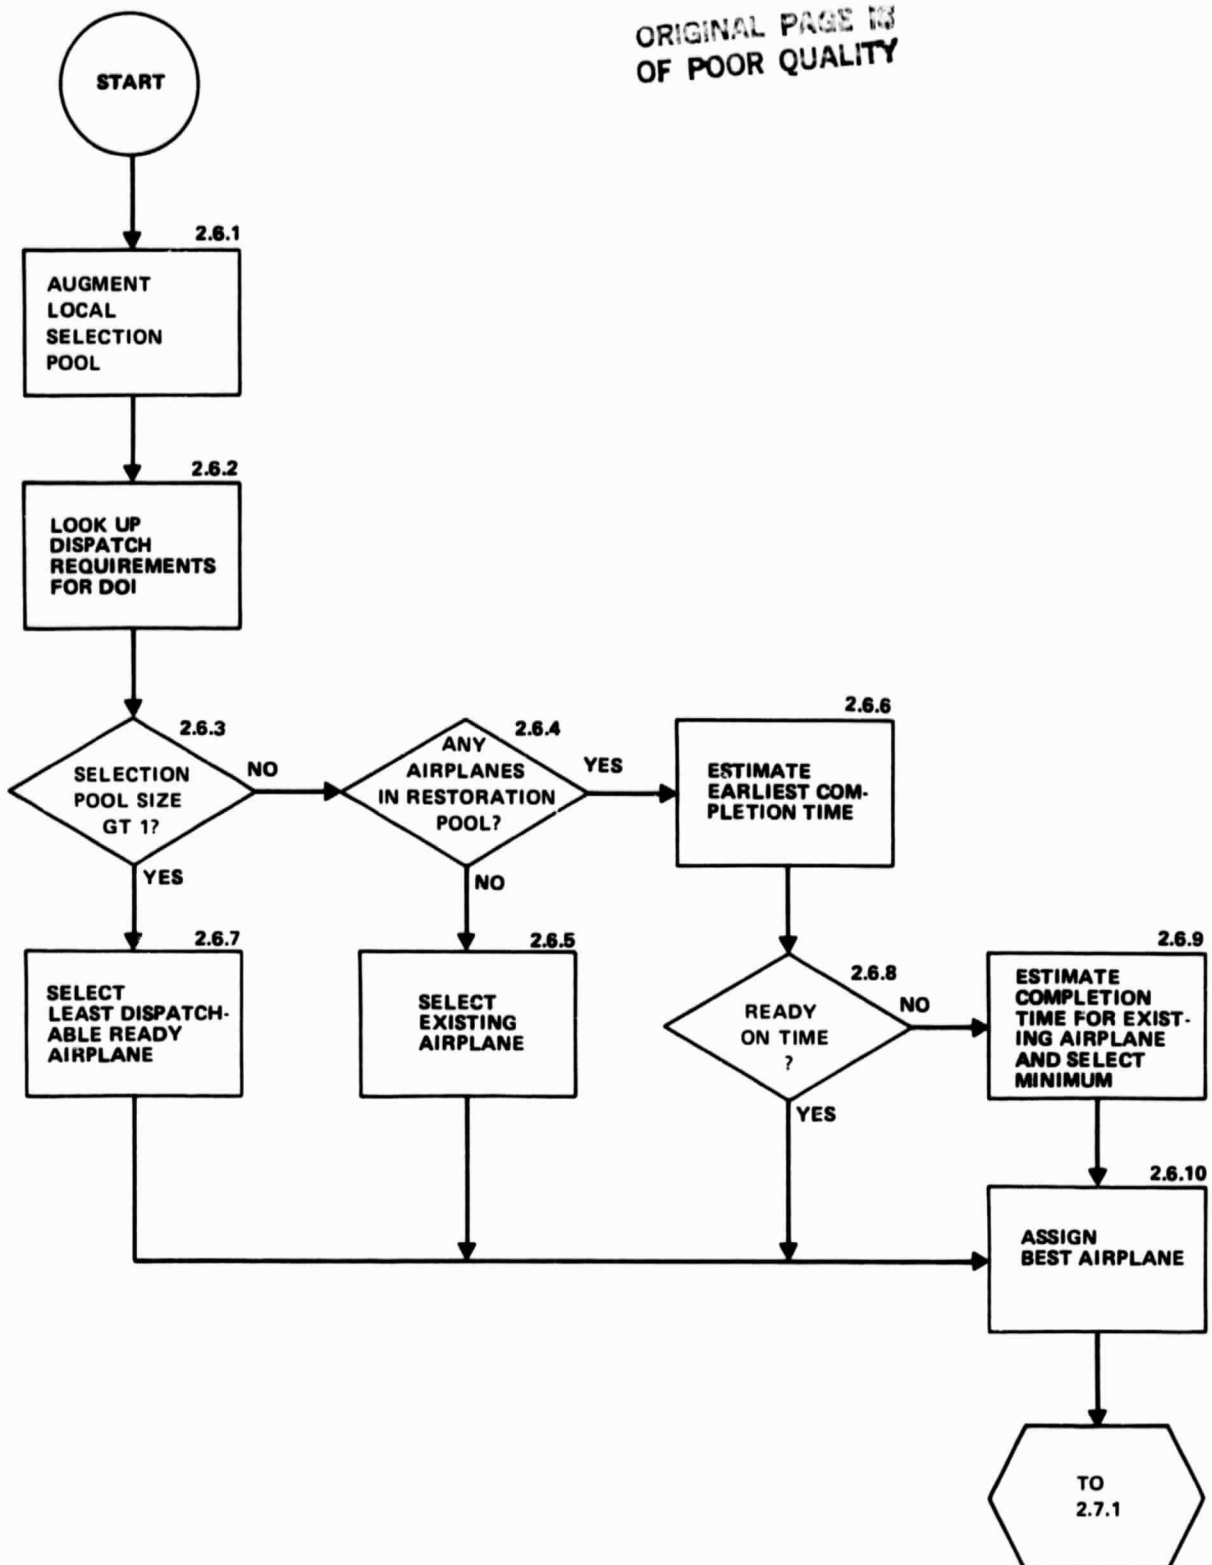 ORIGINAL PAGE IS
OF POOR QUALITY
START
2.6.1
AUGMENT
LOCAL
SELECTION
POOL
2.6.2
LOOK UP
DISPATCH
REQUIREMENTS
FOR DOI
2.6.3
SELECTION
POOL SIZE
GT 1?
NO
YES
2.6.4
ANY
AIRPLANES
IN RESTORATION
POOL?
YES
NO
2.6.6
ESTIMATE
EARLIEST COM-
PLETION TIME
2.6.7
SELECT
LEAST DISPATCH-
ABLE READY
AIRPLANE
2.6.5
SELECT
EXISTING
AIRPLANE
2.6.8
READY
ON TIME
?
NO
YES
2.6.9
ESTIMATE
COMPLETION
TIME FOR EXIST-
ING AIRPLANE
AND SELECT
MINIMUM
2.6.10
ASSIGN
BEST AIRPLANE
TO
2.7.1